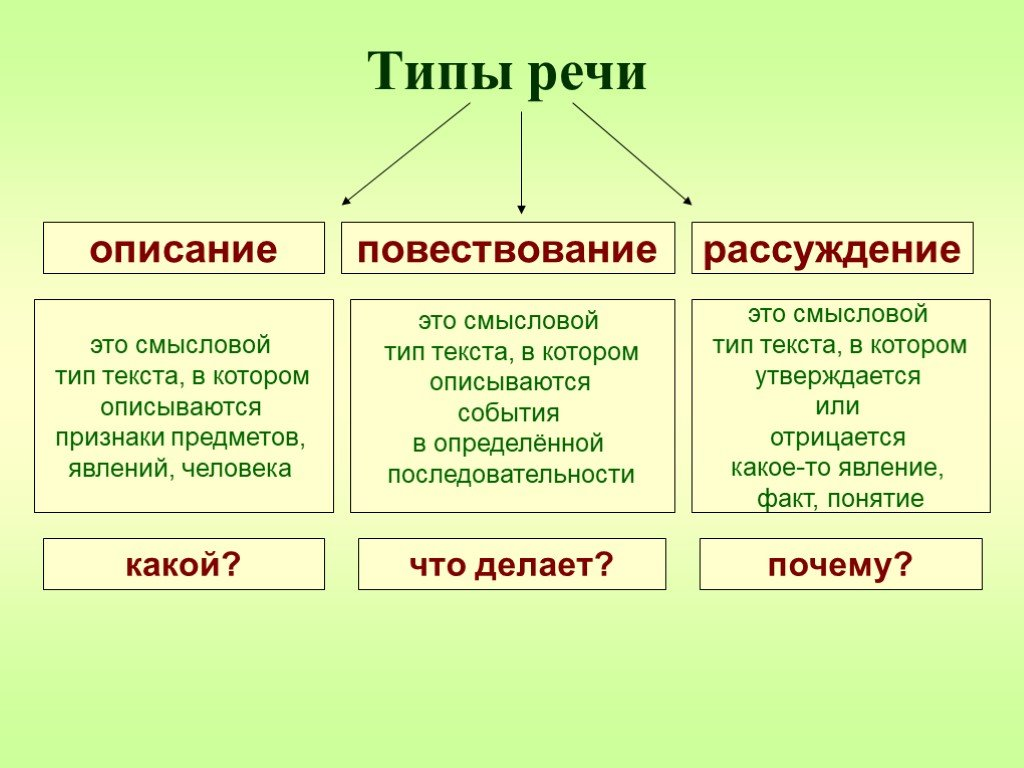 Типы речи
описание
повествование
рассуждение
это смысловой
тип текста, в котором
описываются
признаки предметов,
явлений, человека
это смысловой
тип текста, в котором
описываются
события
в определённой
последовательности
это смысловой
тип текста, в котором
утверждается
или
отрицается
какое-то явление,
факт, понятие
какой?
что делает?
почему?